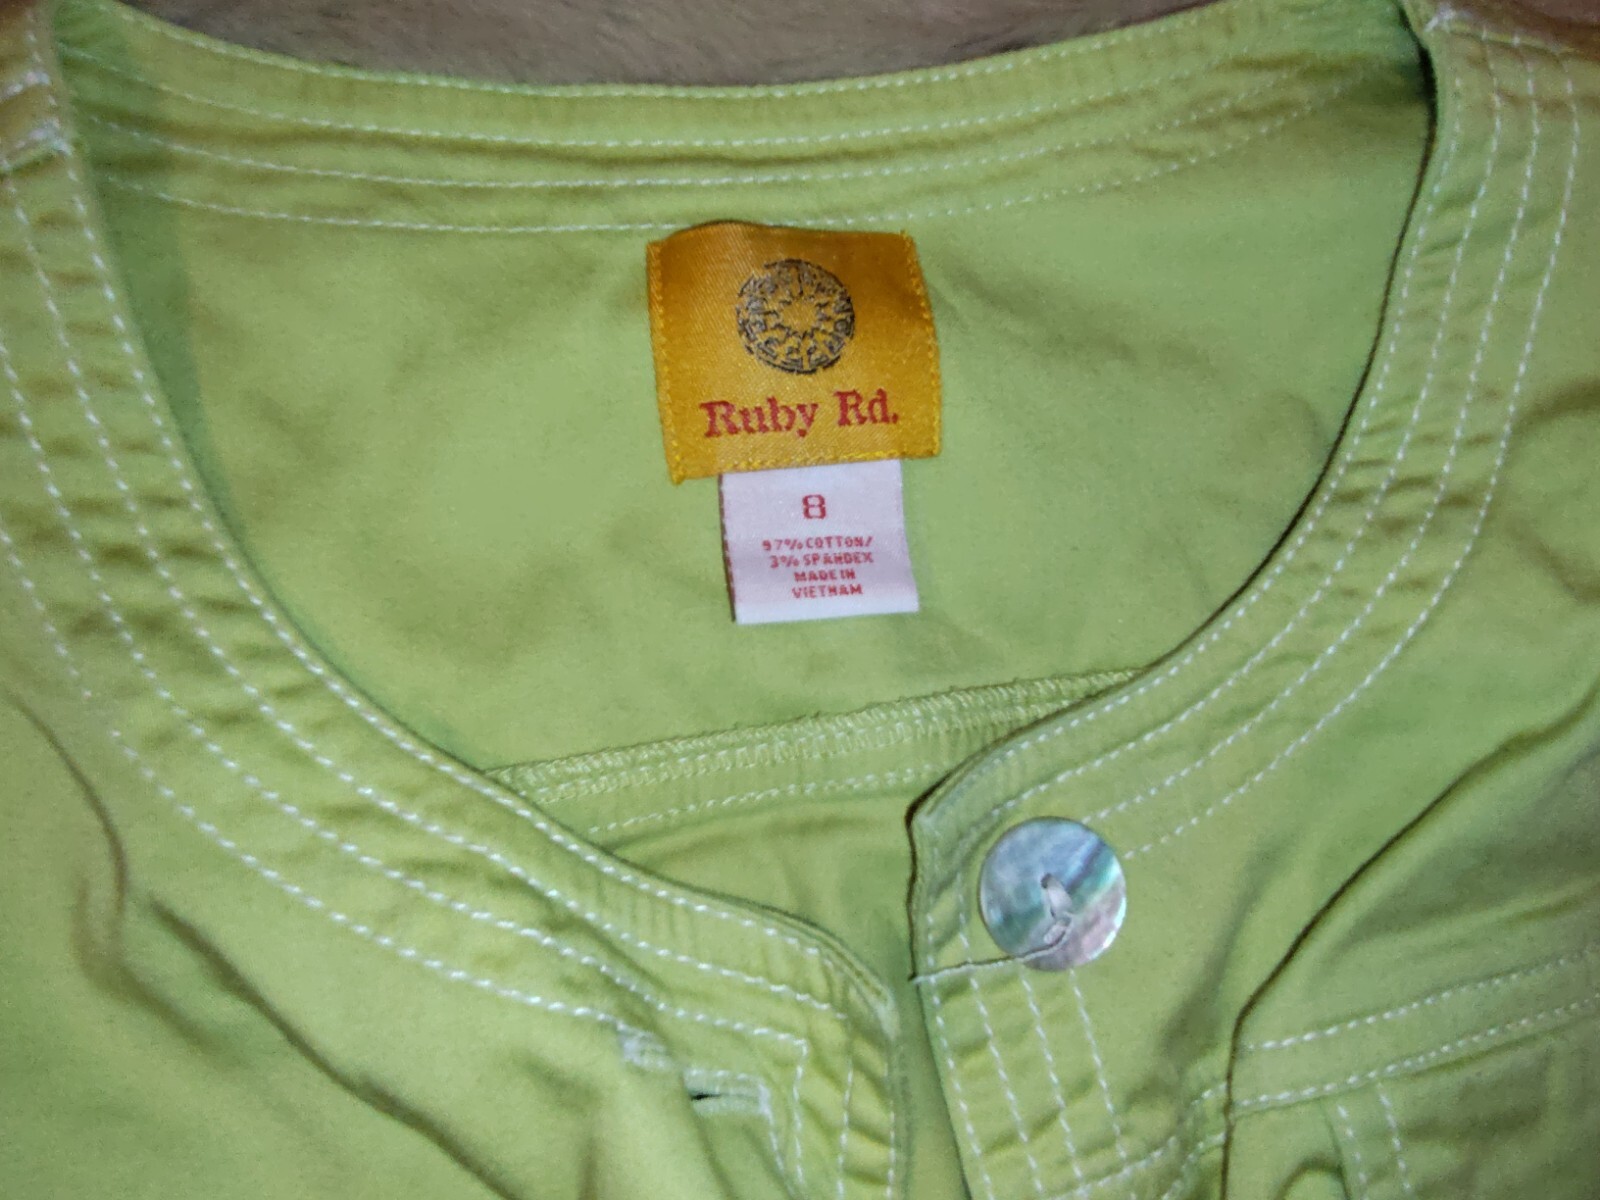 Ruby Rd.
8
97% COTTON/
3% SPANDEX
MADE IN
VIETNAM